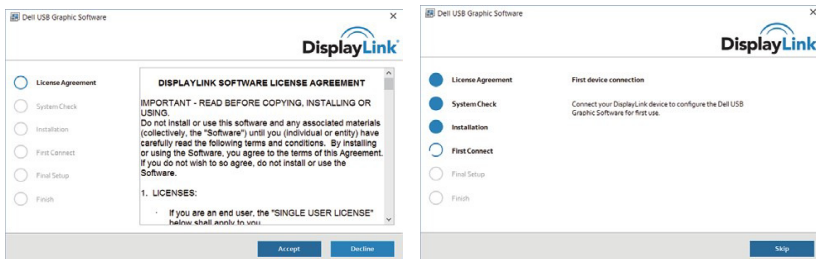 Dell USB Graphic Software
DisplayLink
License Agreement
System Check
Installation
First Connect
Final Setup
Finish
DISPLAYLINK SOFTWARE LICENSE AGREEMENT
IMPORTANT - READ BEFORE COPYING, INSTALLING OR
USING.
Do not install or use this software and any associated materials
(collectively, the "Software") until you (individual or entity) have
carefully read the following terms and conditions. By installing
or using the Software, you agree to the terms of this Agreement.
If you do not wish to so agree, do not install or use the
Software.
1. LICENSES:
· If you are an end user, the "SINGLE USER LICENSE"
below shall apply to you
Accept
Decline
Dell USB Graphic Software
DisplayLink
License Agreement
System Check
Installation
First Connect
Final Setup
Finish
First device connection
Connect your DisplayLink device to configure the Dell USB
Graphic Software for first use.
Skip